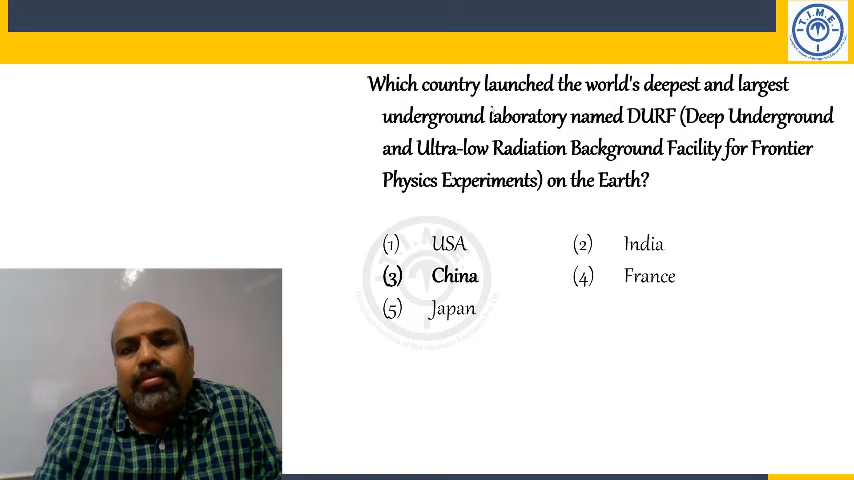 T.I.M.E.
Which country launched the world's deepest and largest
underground laboratory named DURF (Deep Underground
and Ultra-low Radiation Background Facility for Frontier
Physics Experiments) on the Earth?
(1) USA (2) India
(3) China (4) France
(5) Japan